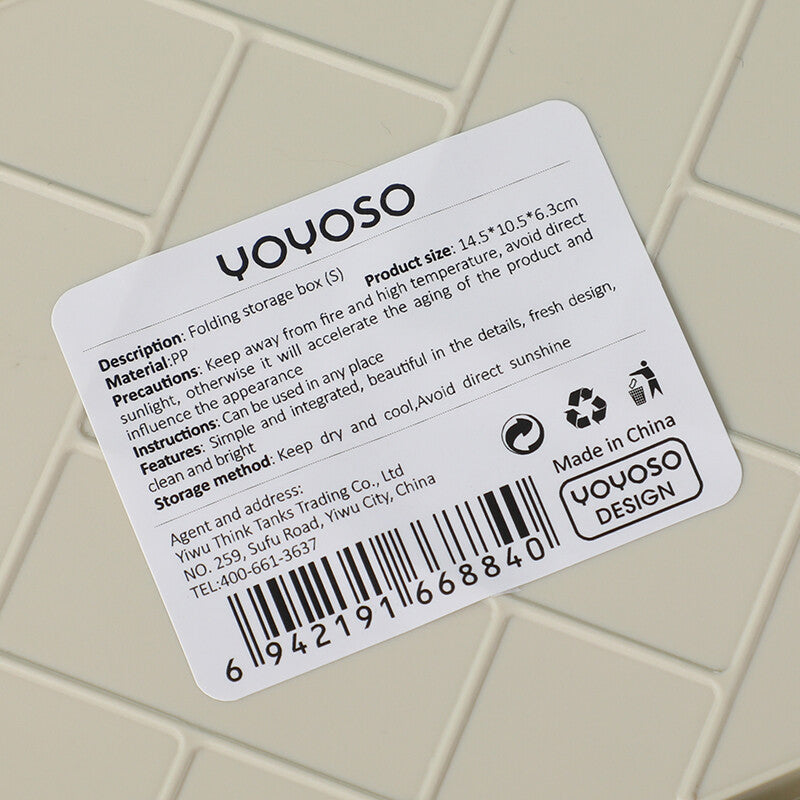 YOYOSO
Description: Folding storage box (S)
Material:PP Product size: 14.5*10.5*6.3cm
Precautions: Keep away from fire and high temperature, avoid direct
sunlight, otherwise it will accelerate the aging of the product and
influence the appearance
Instructions: Can be used in any place
Features: Simple and integrated, beautiful in the details, fresh design,
clean and bright
Storage method: Keep dry and cool,Avoid direct sunshine
Agent and address:
Yiwu Think Tanks Trading Co., Ltd
NO. 259, Sufu Road, Yiwu City, China
TEL:400-661-3637
Made in China
YOYOSO
DESIGN
6 942191 668840